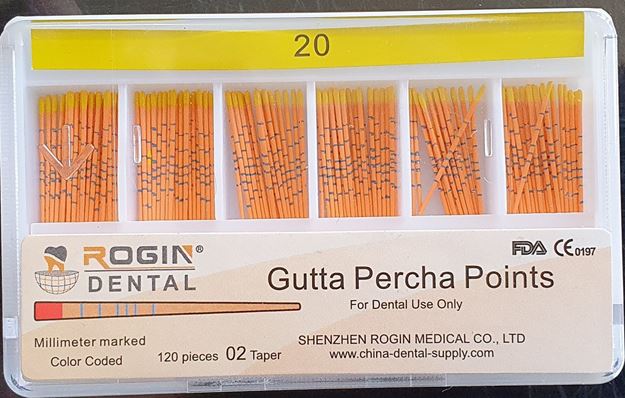 20
ROGIN®
DENTAL
FDA CE 0197
Gutta Percha Points
For Dental Use Only
Millimeter marked
Color Coded
120 pieces 02 Taper
SHENZHEN ROGIN MEDICAL CO., LTD
www.china-dental-supply.com